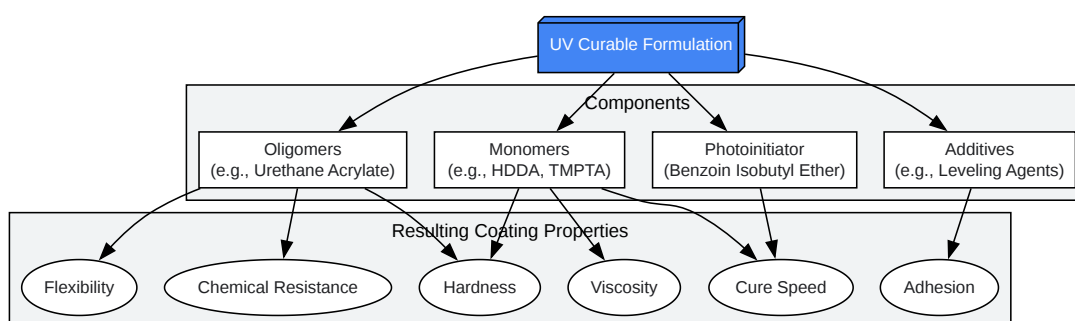 UV Curable Formulation
Components
Oligomers
(e.g., Urethane Acrylate)
Monomers
(e.g., HDDA, TMPTA)
Photoinitiator
(Benzoin Isobutyl Ether)
Additives
(e.g., Leveling Agents)
Resulting Coating Properties
Flexibility
Chemical Resistance
Hardness
Viscosity
Cure Speed
Adhesion